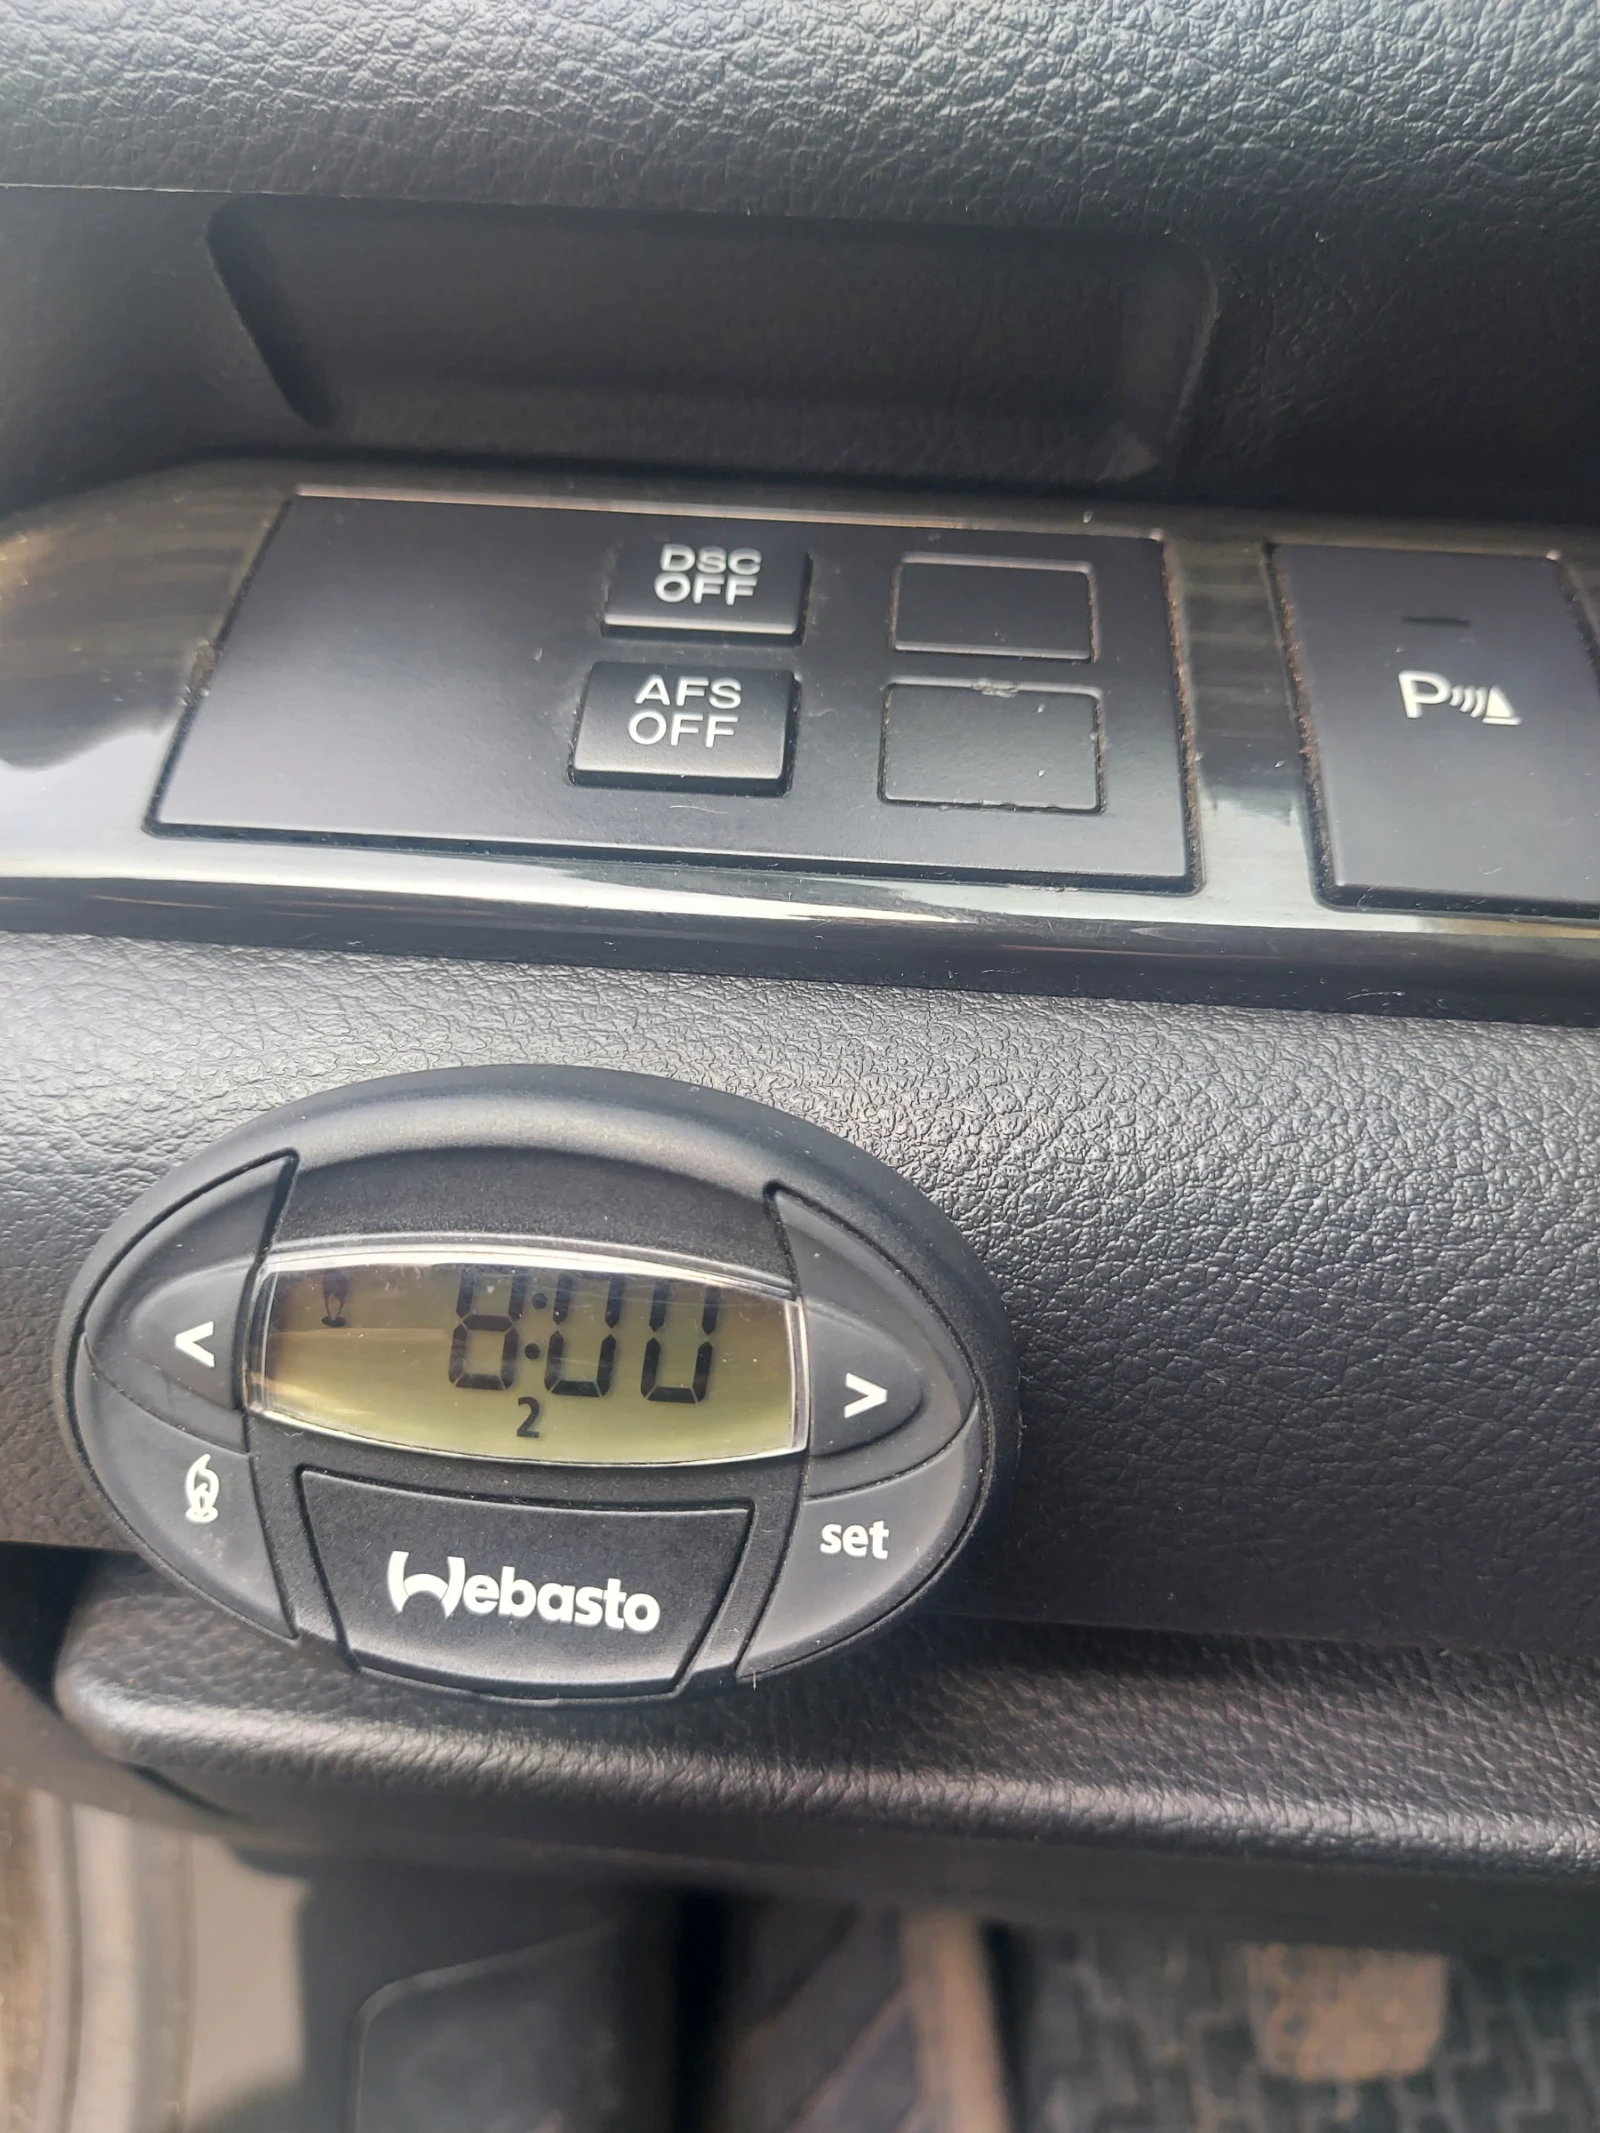 DSC
OFF
AFS
OFF
P
<
8:00
2
>
set
Webasto